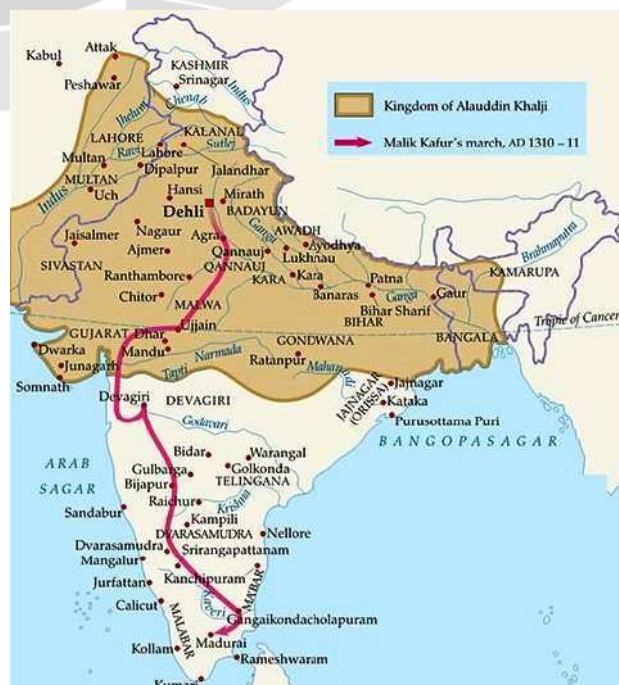 Kabul
Attak
Peshawar
KASHMIR
Srinagar
Indus
Chenab
Jhelum
Kingdom of Alauddin Khalji
Malik Kafur's march, AD 1310 – 11
LAHORE
KALANAL
Ravi
Lahore
Sutlej
Multan
Dipalpur
Jalandhar
MULTAN
Uch
Indus
Hansi
Mirath
Dehli
BADAYUN
Nagaur
Jaisalmer
Ajmer
Agra
Ganga
AWADH
Ayodhya
Qannauj
Lukhnau
QANNAUJ
SIVASTAN
Ranthambore
KARA
Kara
Patna
Brahmaputra
KAMARUPA
Chitor
MALWA
Banaras
Ganga
Gaur
Bihar Sharif
BIHAR
Tropic of Cancer
Ujjain
GUJARAT
Dhar
GONDWANA
BANGALA
Dwarka
Mandu
Narmada
Ratanpur
Junagarh
Tapti
Mahanadi
Somnath
JAJNAGAR
(ORISSA)
Jajnagar
Kataka
Purusottama Puri
Devagiri
DEVAGIRI
Godavari
BANGOPASAGAR
ARAB
SAGAR
Bidar
Warangal
Gulbarga
Golkonda
TELINGANA
Bijapur
Raichur
Krishna
Sandabur
Kampili
DVARASAMUDRA
Nellore
Dvarasamudra
Srirangapattanam
Mangalur
Kanchipuram
MABAR
Jurfattan
Kaveri
Calicut
Gangaikondacholapuram
MALABAR
Madurai
Kollam
Rameshwaram
Kumari